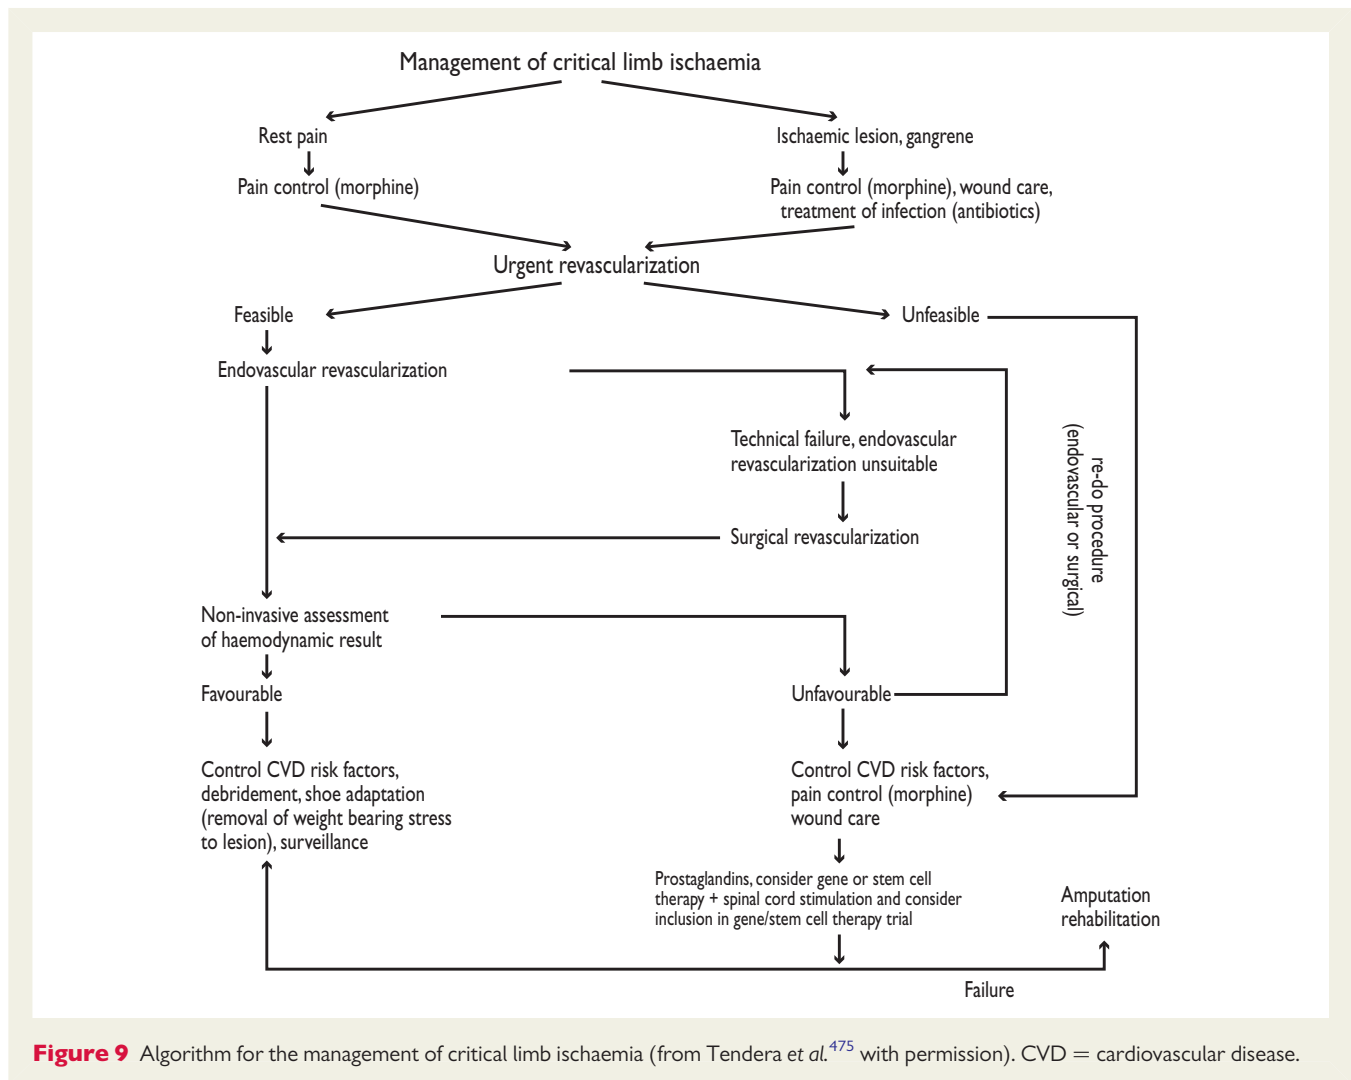 Management of critical limb ischaemia
Rest pain
Ischaemic lesion, gangrene
Pain control (morphine)
Pain control (morphine), wound care,
treatment of infection (antibiotics)
Urgent revascularization
Feasible
Unfeasible
Endovascular revascularization
Technical failure, endovascular
revascularization unsuitable
re-do procedure
(endovascular or surgical)
Surgical revascularization
Non-invasive assessment
of haemodynamic result
Favourable
Unfavourable
Control CVD risk factors,
debridement, shoe adaptation
(removal of weight bearing stress
to lesion), surveillance
Control CVD risk factors,
pain control (morphine)
wound care
Prostaglandins, consider gene or stem cell
therapy + spinal cord stimulation and consider
inclusion in gene/stem cell therapy trial
Amputation
rehabilitation
Failure
Figure 9 Algorithm for the management of critical limb ischaemia (from Tendera et al.475 with permission). CVD = cardiovascular disease.